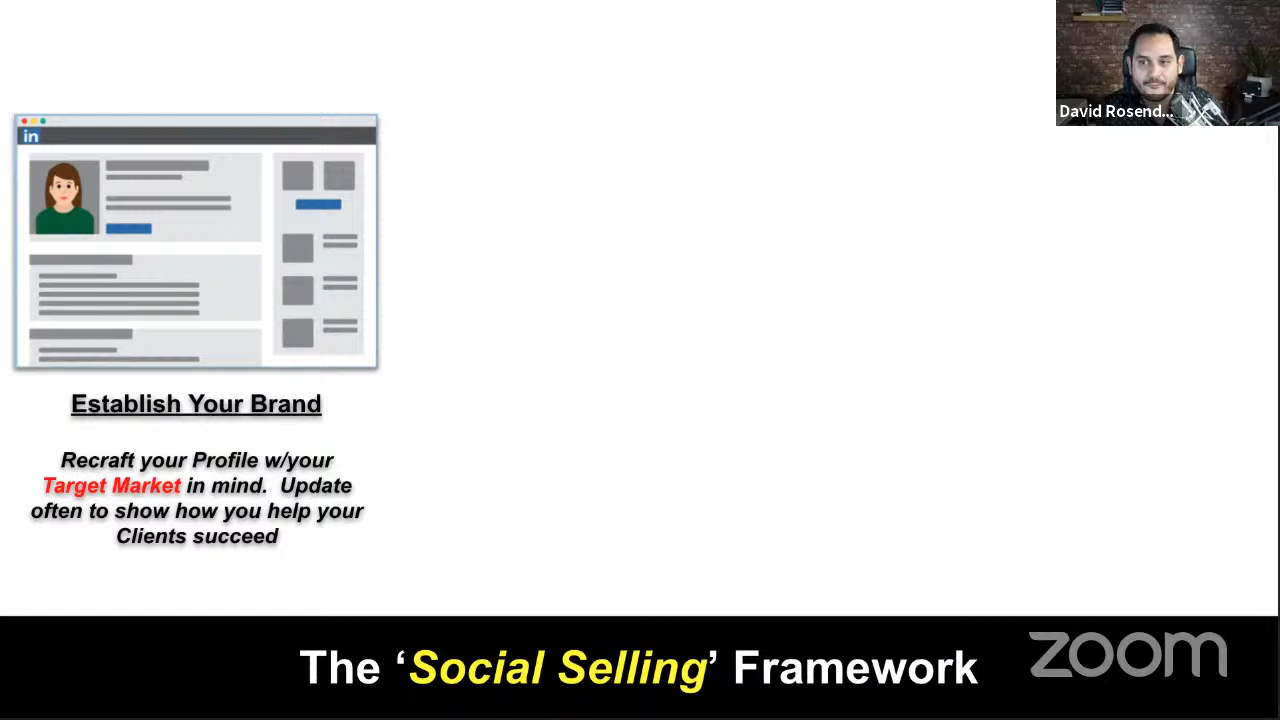 David Rosend...
in
Establish Your Brand
Recraft your Profile w/your
Target Market in mind.  Update
often to show how you help your
Clients succeed
The ‘Social Selling’ Framework
zoom